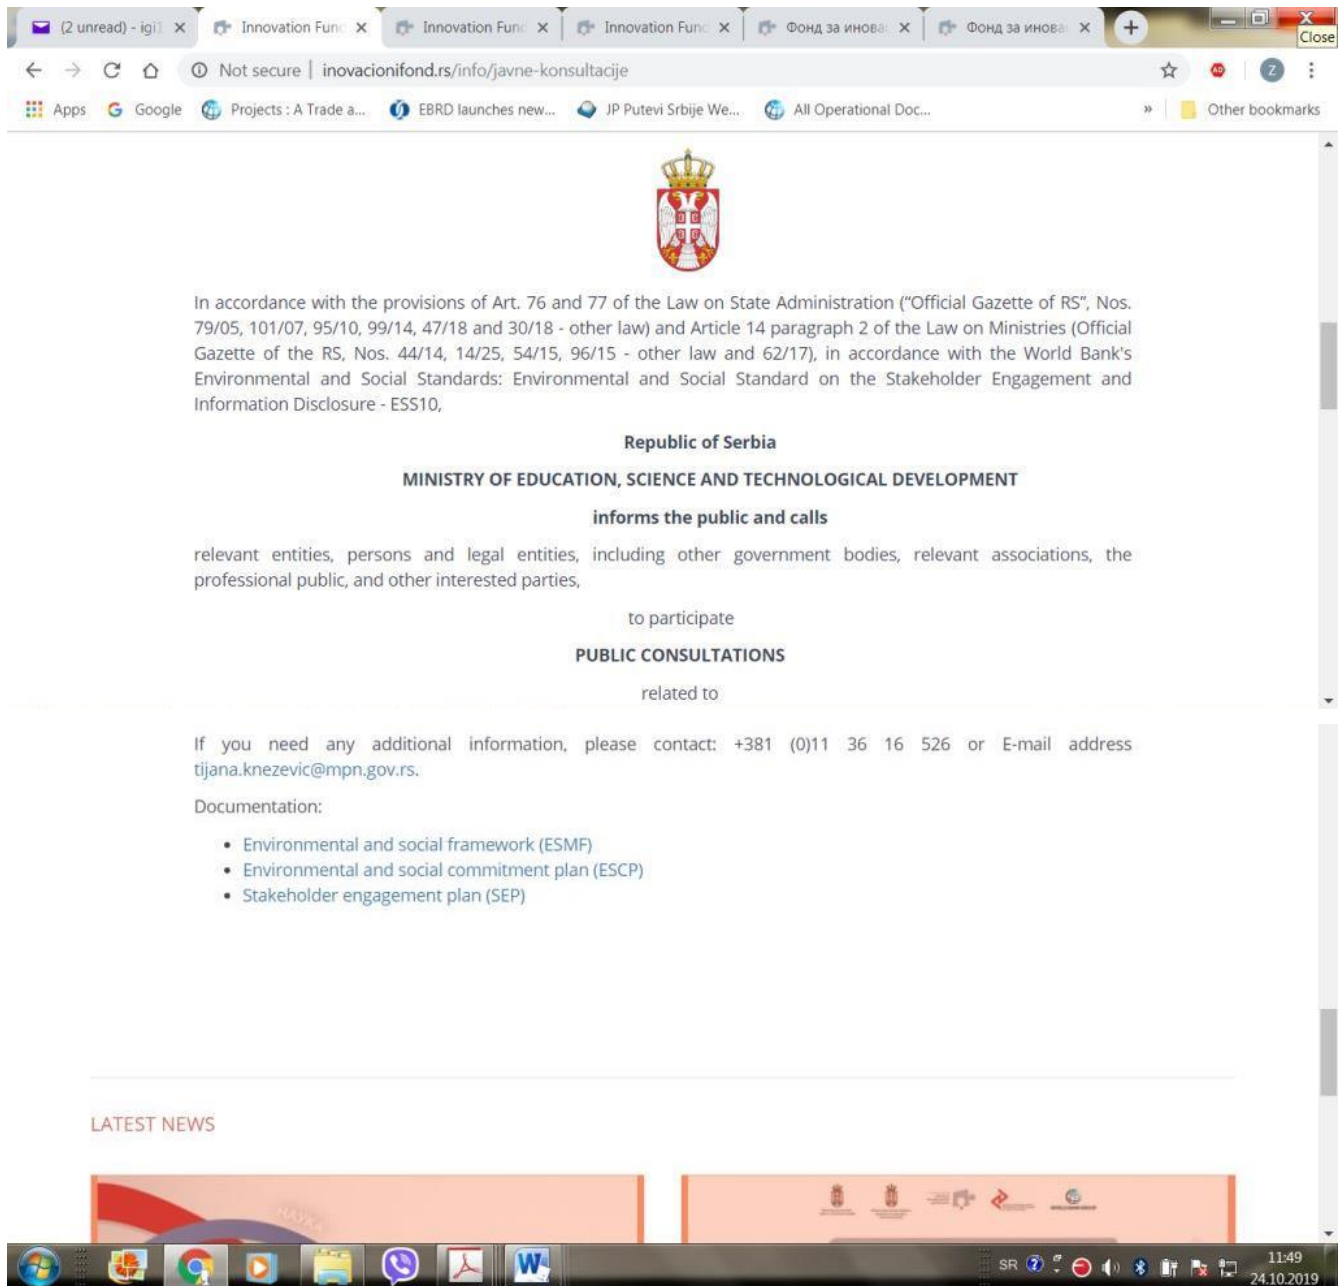 (2 unread) - igi1
Innovation Fund
Innovation Fund
Innovation Fund
Фонд за инова
Фонд за инова
Close
Not secure | inovacionifond.rs/info/javne-konsultacije
Z
Apps
Google
Projects : A Trade a...
EBRD launches new...
JP Putevi Srbije We...
All Operational Doc...
»
Other bookmarks
In accordance with the provisions of Art. 76 and 77 of the Law on State Administration (“Official Gazette of RS”, Nos.
79/05, 101/07, 95/10, 99/14, 47/18 and 30/18 - other law) and Article 14 paragraph 2 of the Law on Ministries (Official
Gazette of the RS, Nos. 44/14, 14/25, 54/15, 96/15 - other law and 62/17), in accordance with the World Bank's
Environmental and Social Standards: Environmental and Social Standard on the Stakeholder Engagement and
Information Disclosure - ESS10,
Republic of Serbia
MINISTRY OF EDUCATION, SCIENCE AND TECHNOLOGICAL DEVELOPMENT
informs the public and calls
relevant entities, persons and legal entities, including other government bodies, relevant associations, the
professional public, and other interested parties,
to participate
PUBLIC CONSULTATIONS
related to
If you need any additional information, please contact: +381 (0)11 36 16 526 or E-mail address
tijana.knezevic@mpn.gov.rs.
Documentation:
• Environmental and social framework (ESMF)
• Environmental and social commitment plan (ESCP)
• Stakeholder engagement plan (SEP)
LATEST NEWS
НАУКА
SR
11:49
24.10.2019